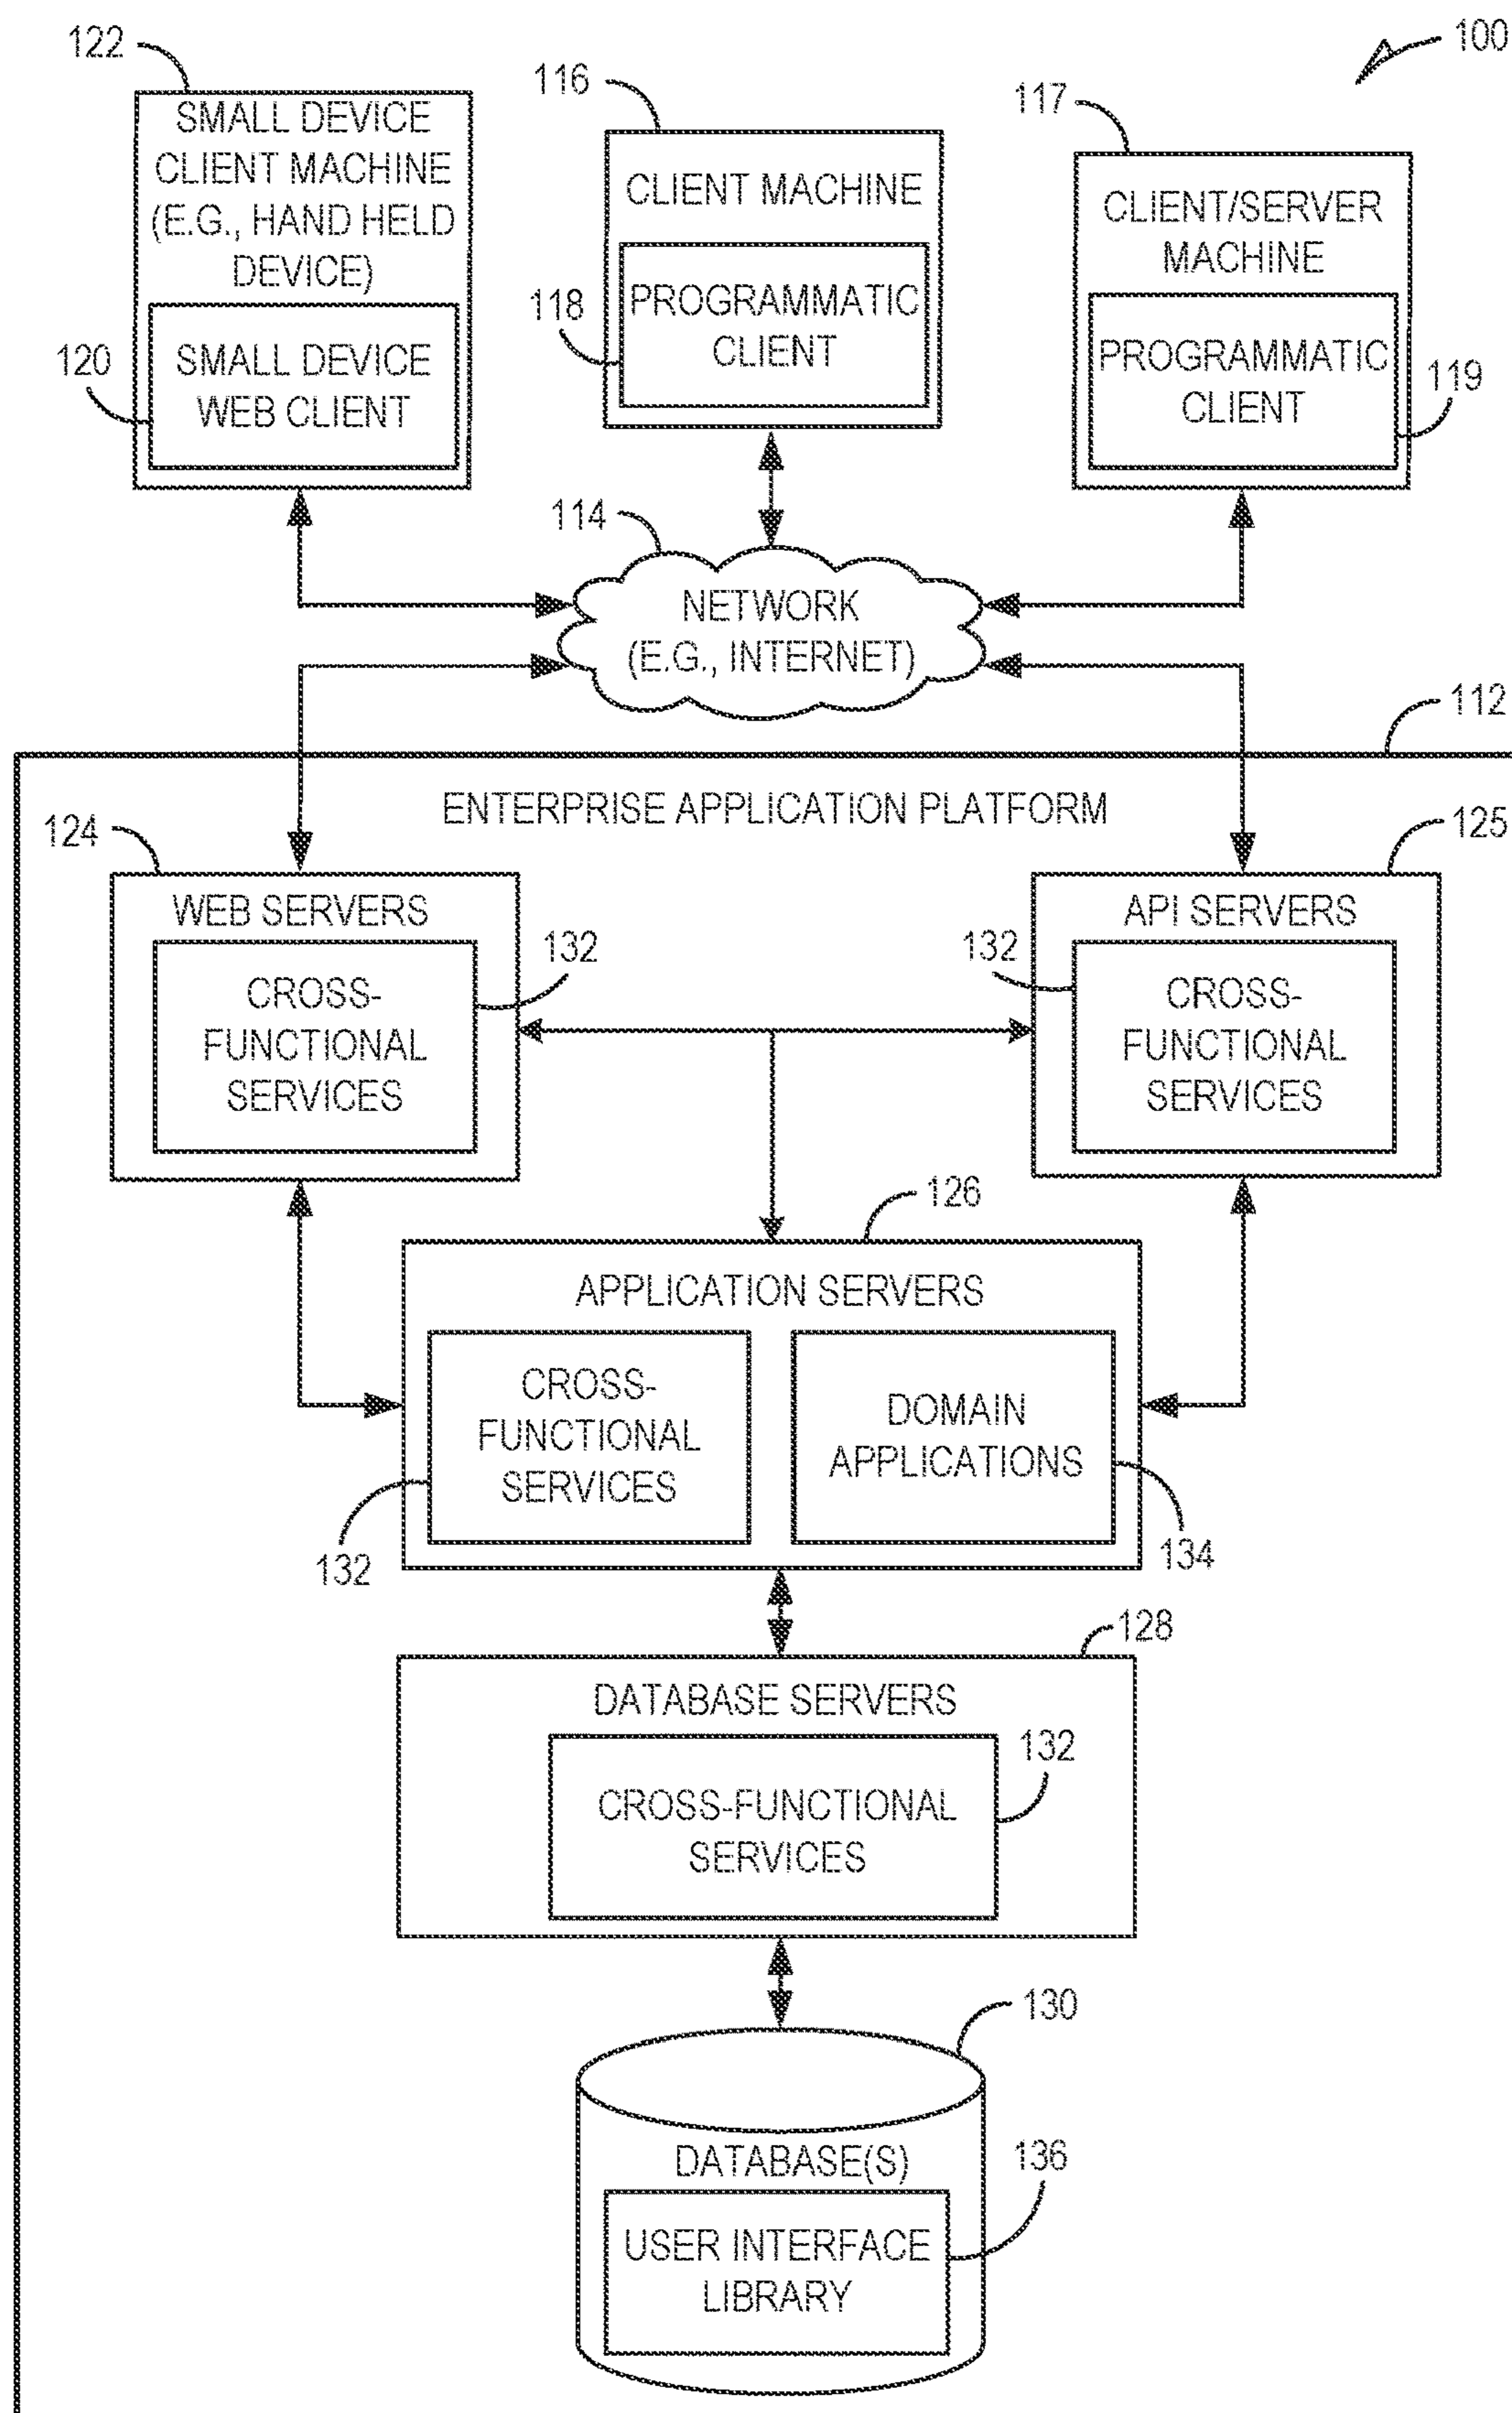 100
122
SMALL DEVICE
CLIENT MACHINE
(E.G., HAND HELD
DEVICE)
120
SMALL DEVICE
WEB CLIENT
116
CLIENT MACHINE
118
PROGRAMMATIC
CLIENT
117
CLIENT/SERVER
MACHINE
PROGRAMMATIC
CLIENT
119
114
NETWORK
(E.G., INTERNET)
112
ENTERPRISE APPLICATION PLATFORM
124
WEB SERVERS
132
CROSS-
FUNCTIONAL
SERVICES
125
API SERVERS
132
CROSS-
FUNCTIONAL
SERVICES
126
APPLICATION SERVERS
CROSS-
FUNCTIONAL
SERVICES
132
DOMAIN
APPLICATIONS
134
128
DATABASE SERVERS
132
CROSS-FUNCTIONAL
SERVICES
130
DATABASE(S)
136
USER INTERFACE
LIBRARY